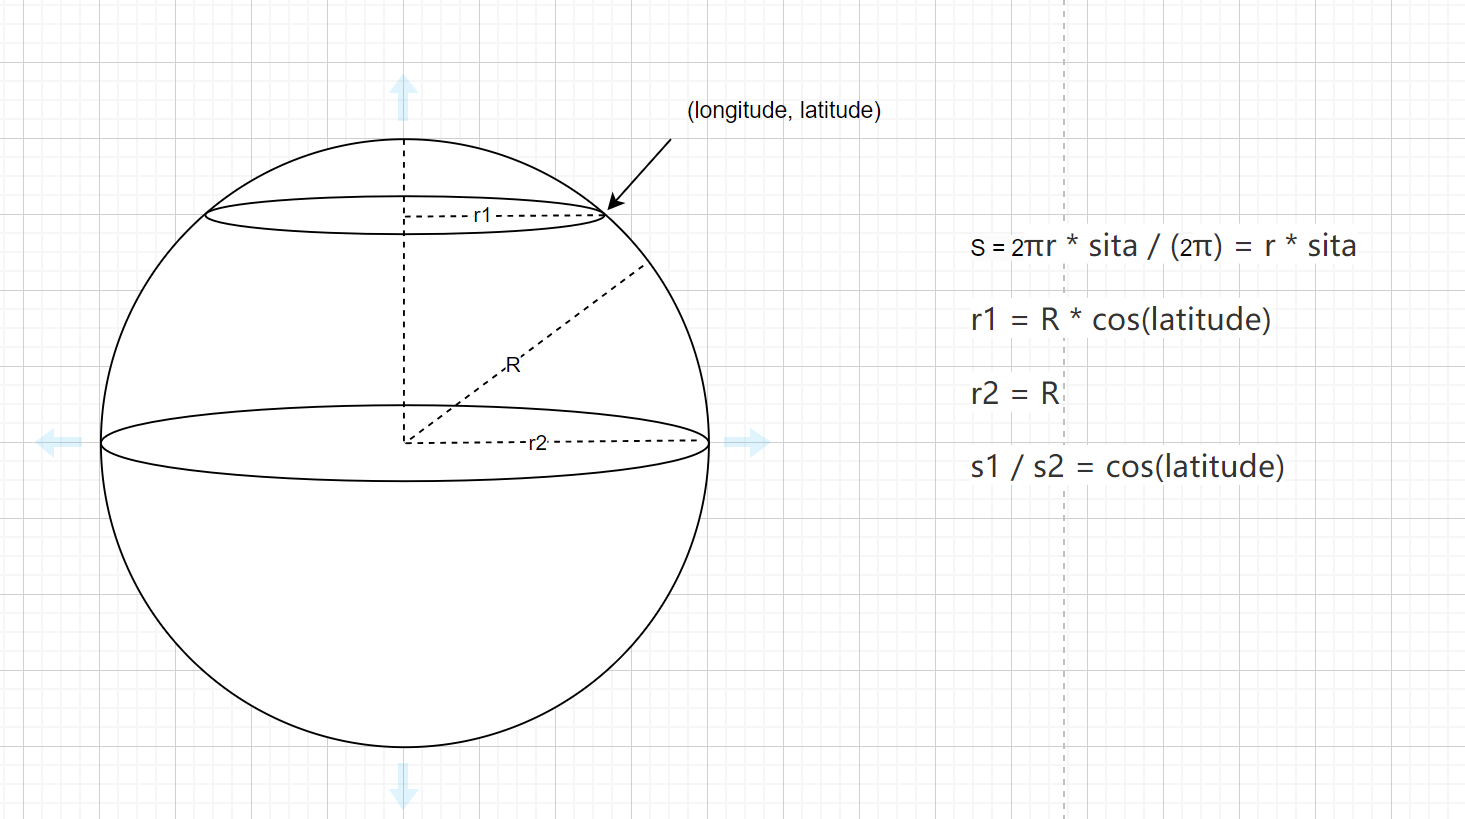 (longitude, latitude)
r1
R
r2
S = 2πr * sita / (2π) = r * sita
r1 = R * cos(latitude)
r2 = R
s1 / s2 = cos(latitude)